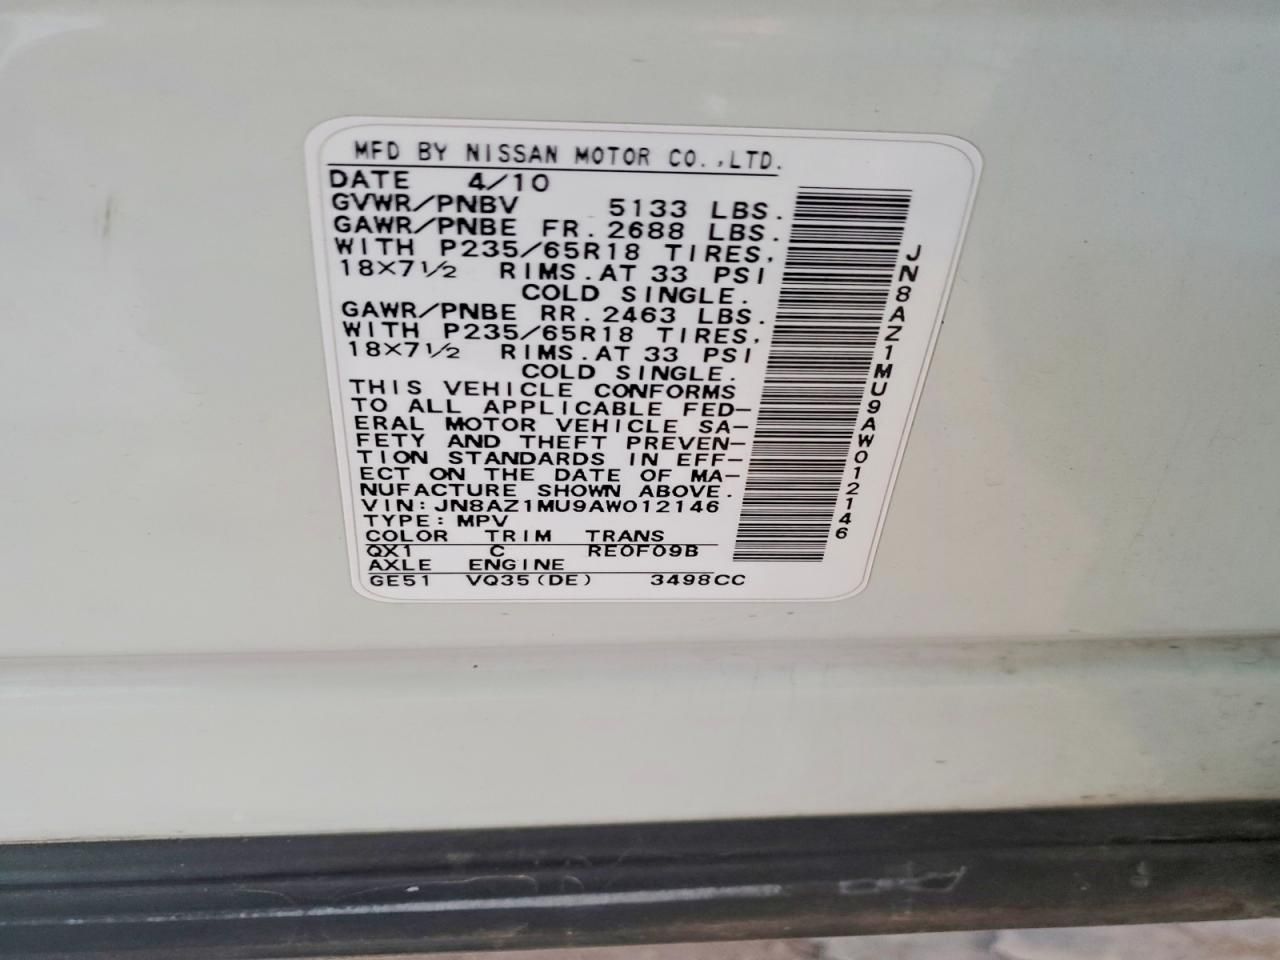 MFD BY NISSAN MOTOR CO.,LTD.
DATE 4/10
GVWR/PNBV 5133 LBS.
GAWR/PNBE FR. 2688 LBS.
WITH P235/65R18 TIRES,
18X7 1/2 RIMS. AT 33 PSI
COLD SINGLE.
GAWR/PNBE RR. 2463 LBS.
WITH P235/65R18 TIRES,
18X7 1/2 RIMS. AT 33 PSI
COLD SINGLE.
THIS VEHICLE CONFORMS
TO ALL APPLICABLE FED-
ERAL MOTOR VEHICLE SA-
FETY AND THEFT PREVEN-
TION STANDARDS IN EFF-
ECT ON THE DATE OF MA-
NUFACTURE SHOWN ABOVE.
VIN: JN8AZ1MU9AW012146
TYPE: MPV
COLOR TRIM TRANS
QX1 C RE0F09B
AXLE ENGINE
GE51 VQ35(DE) 3498CC
JN8AZ1MU9AW012146